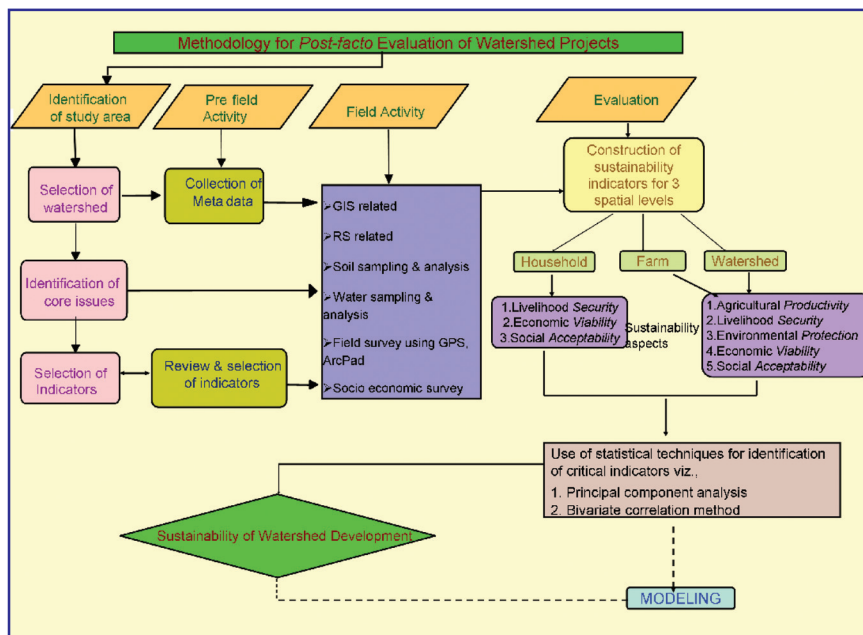 Methodology for Post-facto Evaluation of Watershed Projects
Identification
of study area
Pre field
Activity
Field Activity
Evaluation
Selection of
watershed
Collection of
Meta data
Construction of
sustainability
indicators for 3
spatial levels
➢GIS related
➢RS related
➢Soil sampling & analysis
➢Water sampling &
analysis
➢Field survey using GPS,
ArcPad
➢Socio economic survey
Identification of
core issues
Selection of
Indicators
Review & selection
of indicators
Household
Farm
Watershed
1.Livelihood Security
2.Economic Viability
3.Social Acceptability
Sustainability
aspects
1.Agricultural Productivity
2.Livelihood Security
3.Environmental Protection
4.Economic Viability
5.Social Acceptability
Use of statistical techniques for identification
of critical indicators viz.,
1. Principal component analysis
2. Bivariate correlation method
Sustainability of Watershed Development
MODELING